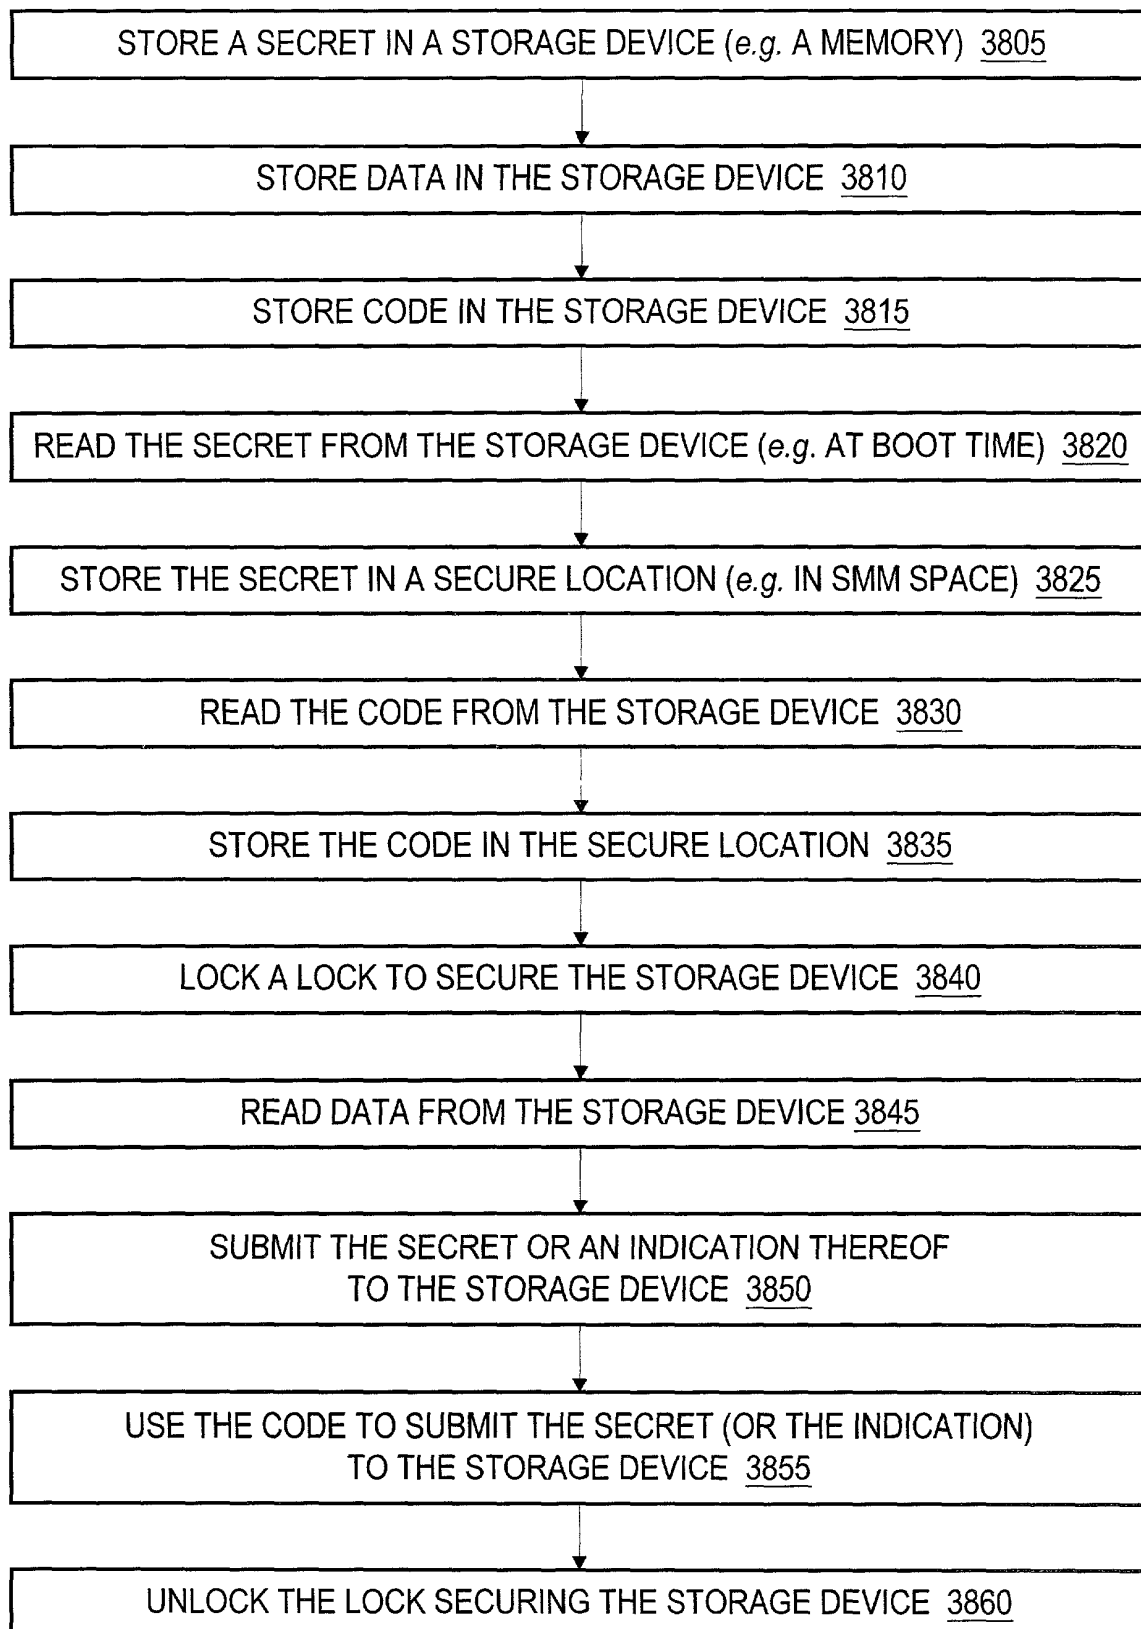 STORE A SECRET IN A STORAGE DEVICE (e.g. A MEMORY) 3805
STORE DATA IN THE STORAGE DEVICE 3810
STORE CODE IN THE STORAGE DEVICE 3815
READ THE SECRET FROM THE STORAGE DEVICE (e.g. AT BOOT TIME) 3820
STORE THE SECRET IN A SECURE LOCATION (e.g. IN SMM SPACE) 3825
READ THE CODE FROM THE STORAGE DEVICE 3830
STORE THE CODE IN THE SECURE LOCATION 3835
LOCK A LOCK TO SECURE THE STORAGE DEVICE 3840
READ DATA FROM THE STORAGE DEVICE 3845
SUBMIT THE SECRET OR AN INDICATION THEREOF
TO THE STORAGE DEVICE 3850
USE THE CODE TO SUBMIT THE SECRET (OR THE INDICATION)
TO THE STORAGE DEVICE 3855
UNLOCK THE LOCK SECURING THE STORAGE DEVICE 3860